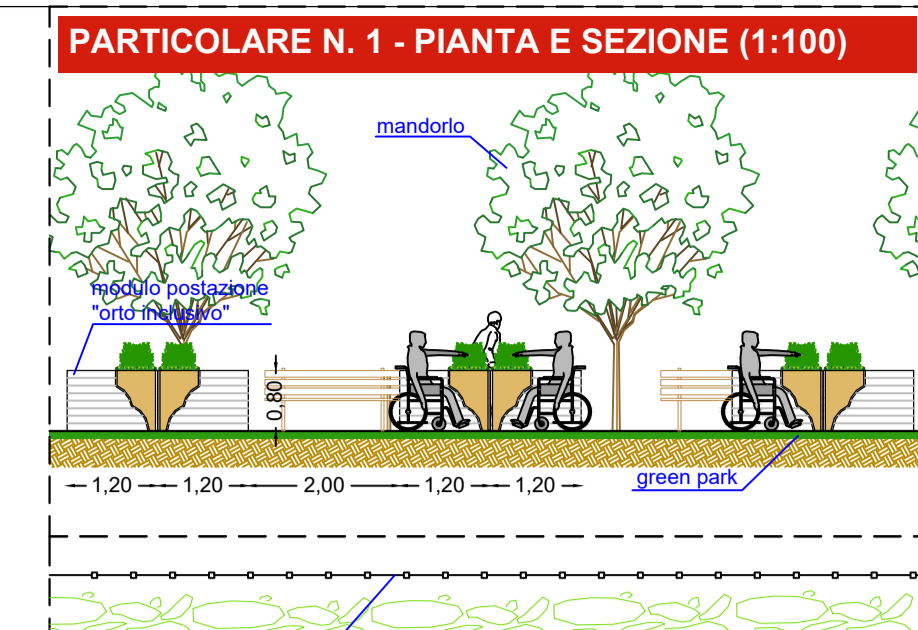 PARTICOLARE N. 1 - PIANTA E SEZIONE (1:100)
mandorlo
modulo postazione
"orto inclusivo"
0,80
1,20 1,20 2,00 1,20 1,20
green park